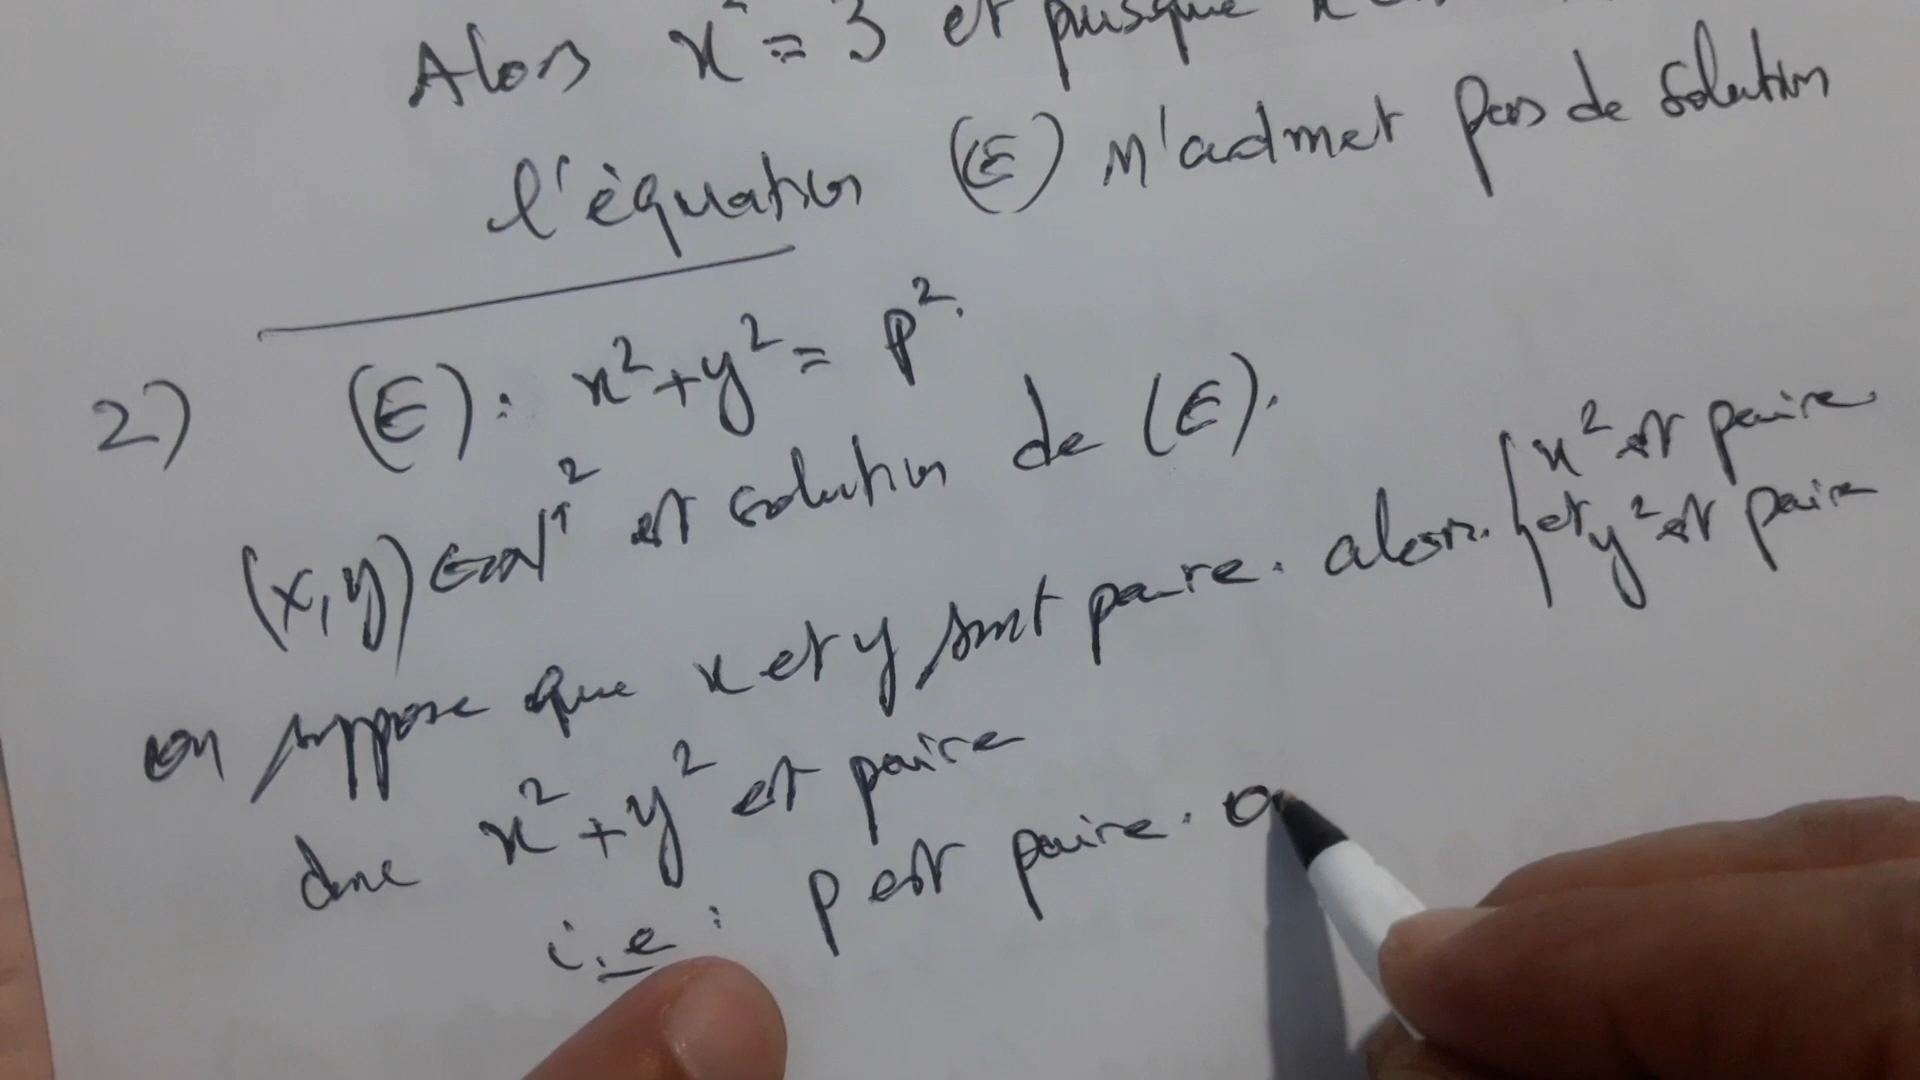 Alors x² = 3 et puisque
l'équation (E) n'admet pas de solution
2) (E): x²+y² = p².
(x,y) ∈ IN² est solution de (E).
on suppose que x et y sont paire. alors. { x² est paire
et y² est paire
donc x²+y² est paire
i.e : p est paire. o